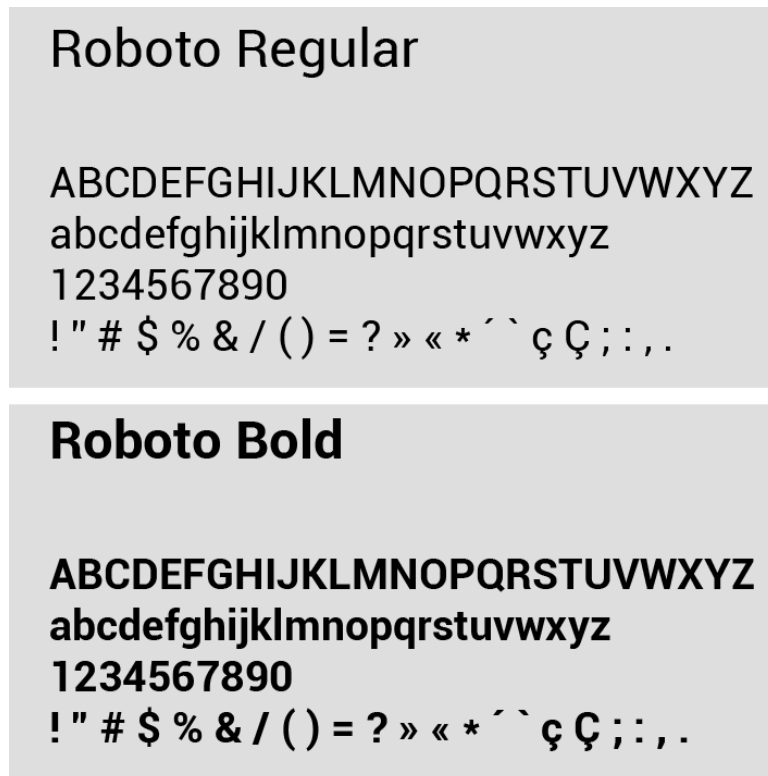 Roboto Regular
ABCDEFGHIJKLMNOPQRSTUVWXYZ
abcdefghijklmnopqrstuvwxyz
1234567890
! " # $ % & / ( ) = ? » « * ´ ` ç Ç ; : , .
Roboto Bold
ABCDEFGHIJKLMNOPQRSTUVWXYZ
abcdefghijklmnopqrstuvwxyz
1234567890
! " # $ % & / ( ) = ? » « * ´ ` ç Ç ; : , .